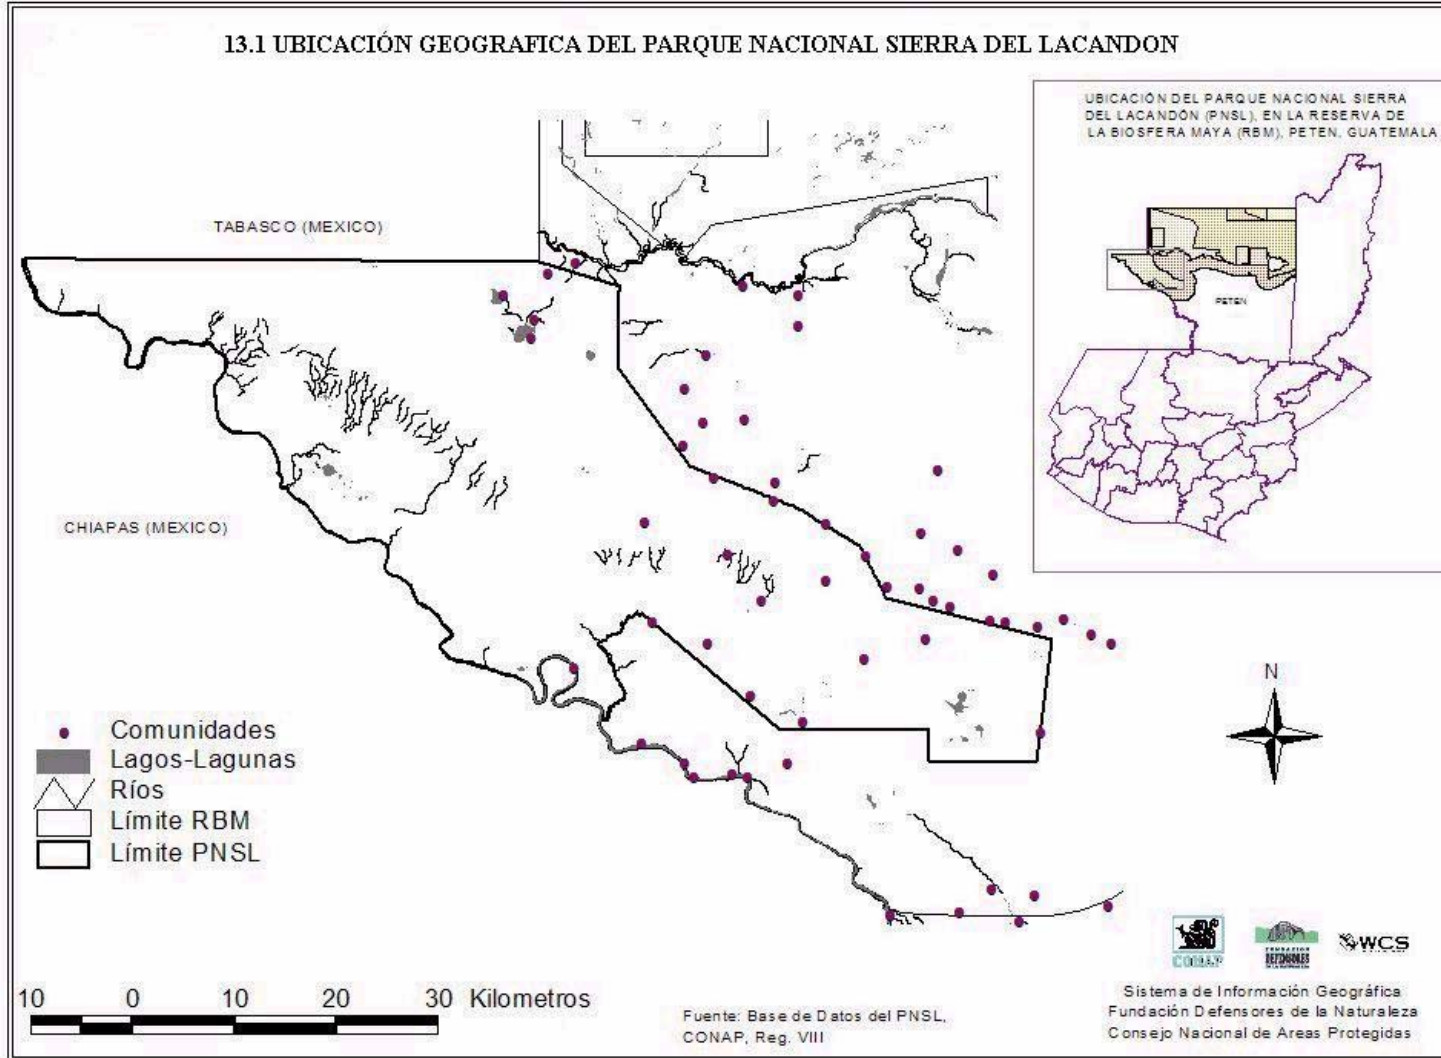 13.1 UBICACIÓN GEOGRAFICA DEL PARQUE NACIONAL SIERRA DEL LACANDON
UBICACIÓN DEL PARQUE NACIONAL SIERRA
DEL LACANDÓN (PNSL), EN LA RESERVA DE
LA BIOSFERA MAYA (RBM), PETEN, GUATEMALA
PETEN
TABASCO (MEXICO)
CHIAPAS (MEXICO)
N
Comunidades
Lagos-Lagunas
Ríos
Límite RBM
Límite PNSL
10 0 10 20 30 Kilometros
Fuente: Base de Datos del PNSL,
CONAP, Reg. VIII
CONAP
FUNDACION
DEFENSORES
WCS
Sistema de Información Geográfica
Fundación Defensores de la Naturaleza
Consejo Nacional de Areas Protegidas